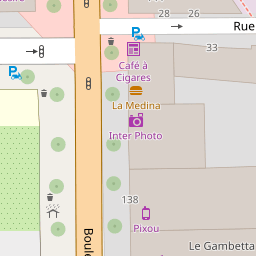 28
26
Rue
33
Café à
Cigares
La Medina
Inter Photo
138
Pixou
Boule
Le Gambetta